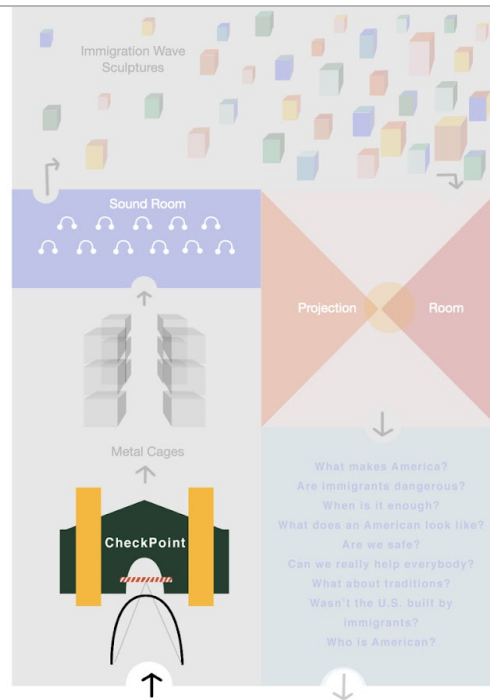 Immigration Wave
Sculptures
Sound Room
Projection
Room
Metal Cages
CheckPoint
What makes America?
Are immigrants dangerous?
When is it enough?
What does an American look like?
Are we safe?
Can we really help everybody?
What about traditions?
Wasn't the U.S. built by
immigrants?
Who is American?